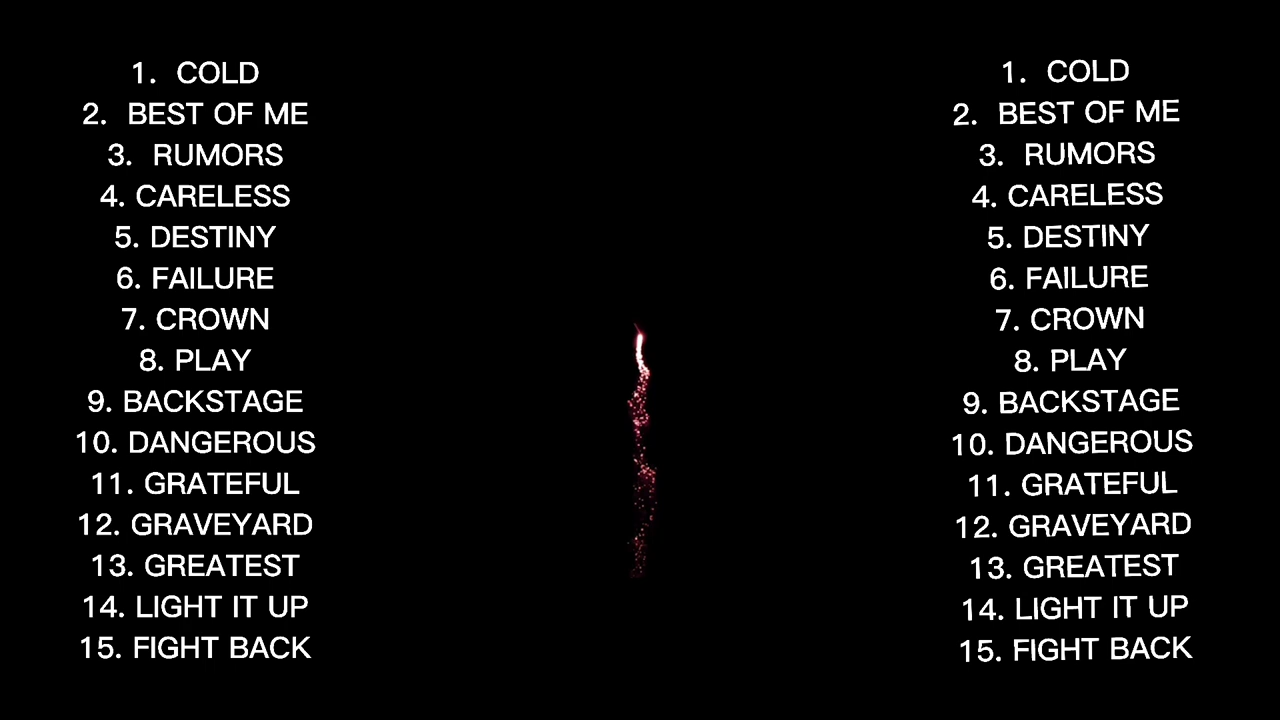 1. COLD
2. BEST OF ME
3. RUMORS
4. CARELESS
5. DESTINY
6. FAILURE
7. CROWN
8. PLAY
9. BACKSTAGE
10. DANGEROUS
11. GRATEFUL
12. GRAVEYARD
13. GREATEST
14. LIGHT IT UP
15. FIGHT BACK
1. COLD
2. BEST OF ME
3. RUMORS
4. CARELESS
5. DESTINY
6. FAILURE
7. CROWN
8. PLAY
9. BACKSTAGE
10. DANGEROUS
11. GRATEFUL
12. GRAVEYARD
13. GREATEST
14. LIGHT IT UP
15. FIGHT BACK